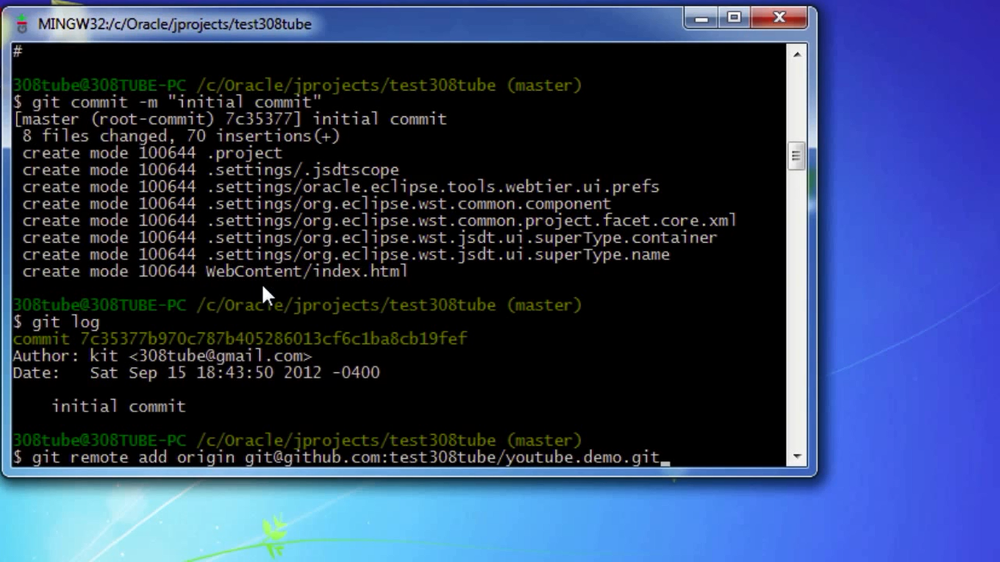 MINGW32:/c/Oracle/jprojects/test308tube
#
308tube@308TUBE-PC /c/Oracle/jprojects/test308tube (master)
$ git commit -m "initial commit"
[master (root-commit) 7c35377] initial commit
 8 files changed, 70 insertions(+)
 create mode 100644 .project
 create mode 100644 .settings/.jsdtscope
 create mode 100644 .settings/oracle.eclipse.tools.webtier.ui.prefs
 create mode 100644 .settings/org.eclipse.wst.common.component
 create mode 100644 .settings/org.eclipse.wst.common.project.facet.core.xml
 create mode 100644 .settings/org.eclipse.wst.jsdt.ui.superType.container
 create mode 100644 .settings/org.eclipse.wst.jsdt.ui.superType.name
 create mode 100644 WebContent/index.html
308tube@308TUBE-PC /c/Oracle/jprojects/test308tube (master)
$ git log
commit 7c35377b970c787b405286013cf6c1ba8cb19fef
Author: kit <308tube@gmail.com>
Date:   Sat Sep 15 18:43:50 2012 -0400
    initial commit
308tube@308TUBE-PC /c/Oracle/jprojects/test308tube (master)
$ git remote add origin git@github.com:test308tube/youtube.demo.git